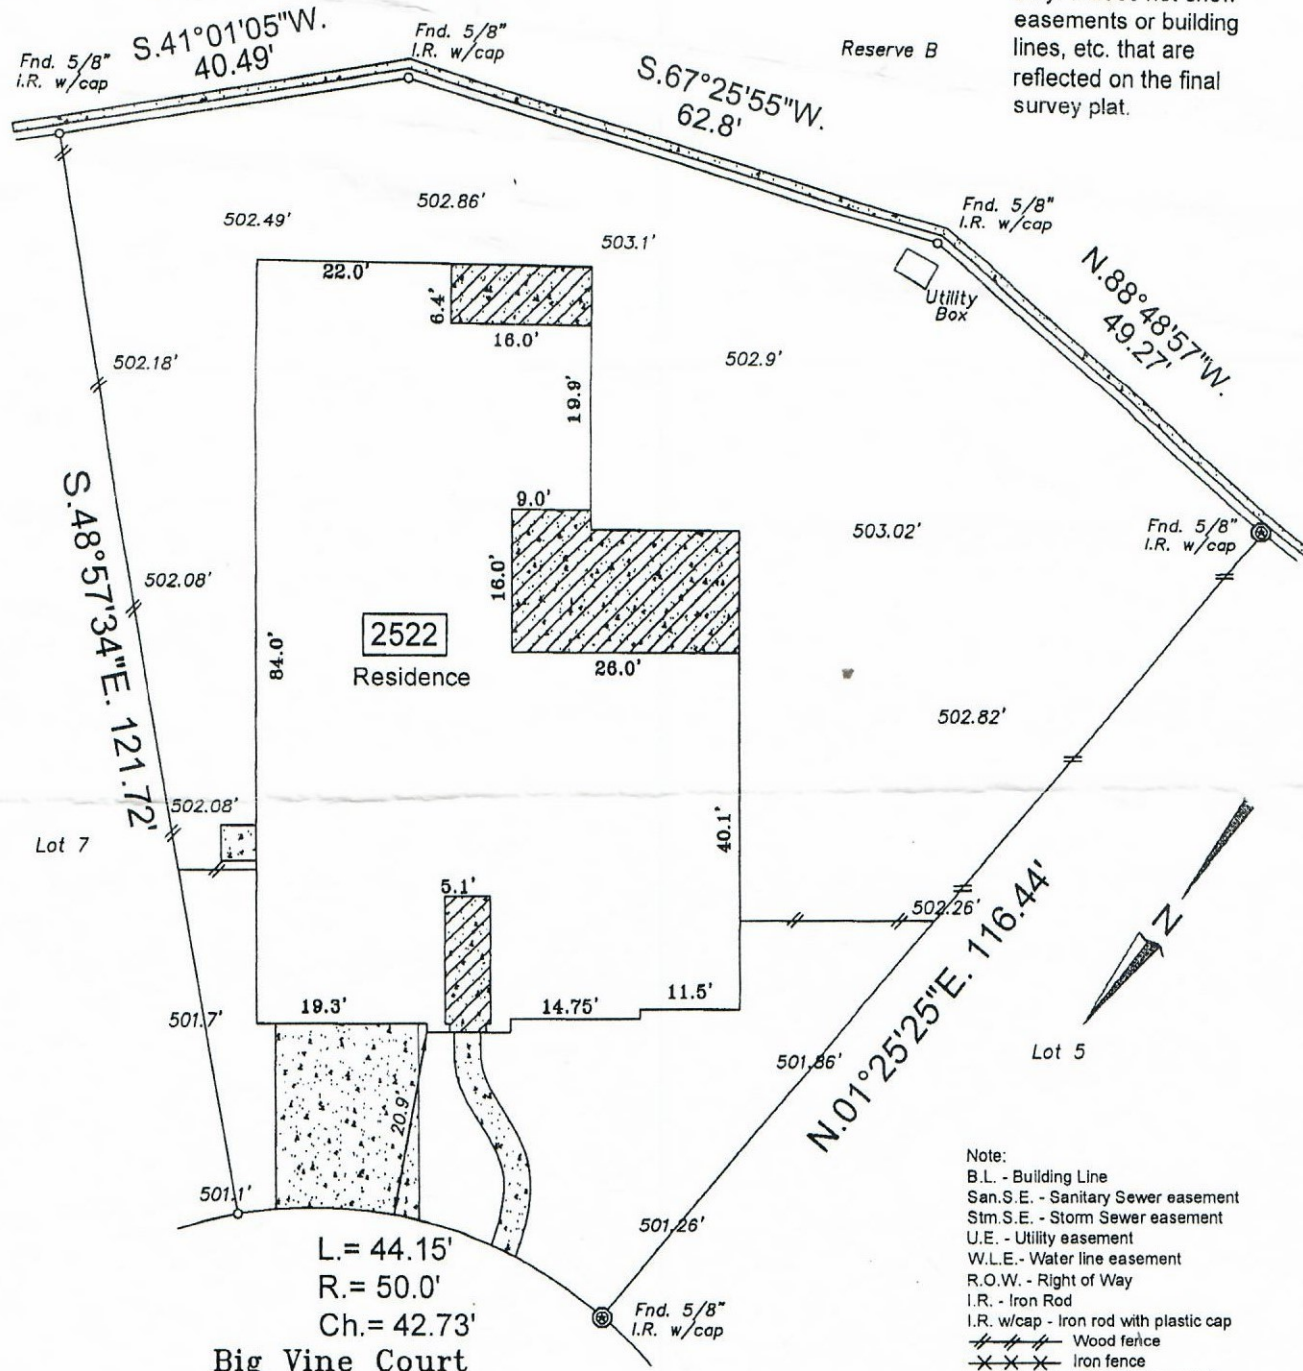 easements or building
lines, etc. that are
reflected on the final
survey plat.
Reserve B
S.41°01'05"W.
40.49'
Fnd. 5/8"
I.R. w/cap
Fnd. 5/8"
I.R. w/cap
S.67°25'55"W.
62.8'
Fnd. 5/8"
I.R. w/cap
N.88°48'57"W.
49.27'
Utility
Box
502.49'
502.86'
503.1'
22.0'
6.4'
16.0'
502.18'
502.9'
19.9'
9.0'
503.02'
Fnd. 5/8"
I.R. w/cap
S.48°57'34"E. 121.72'
502.08'
16.0'
84.0'
2522
Residence
26.0'
502.82'
502.08'
Lot 7
40.1'
5.1'
502.26'
N.01°25'25"E. 116.44'
N
19.3'
14.75'
11.5'
501.7'
501.86'
Lot 5
20.9'
501.1'
501.26'
L.= 44.15'
R.= 50.0'
Ch.= 42.73'
Fnd. 5/8"
I.R. w/cap
Big Vine Court
Note:
B.L. - Building Line
San.S.E. - Sanitary Sewer easement
Stm.S.E. - Storm Sewer easement
U.E. - Utility easement
W.L.E.- Water line easement
R.O.W. - Right of Way
I.R. - Iron Rod
I.R. w/cap - Iron rod with plastic cap
Wood fence
Iron fence